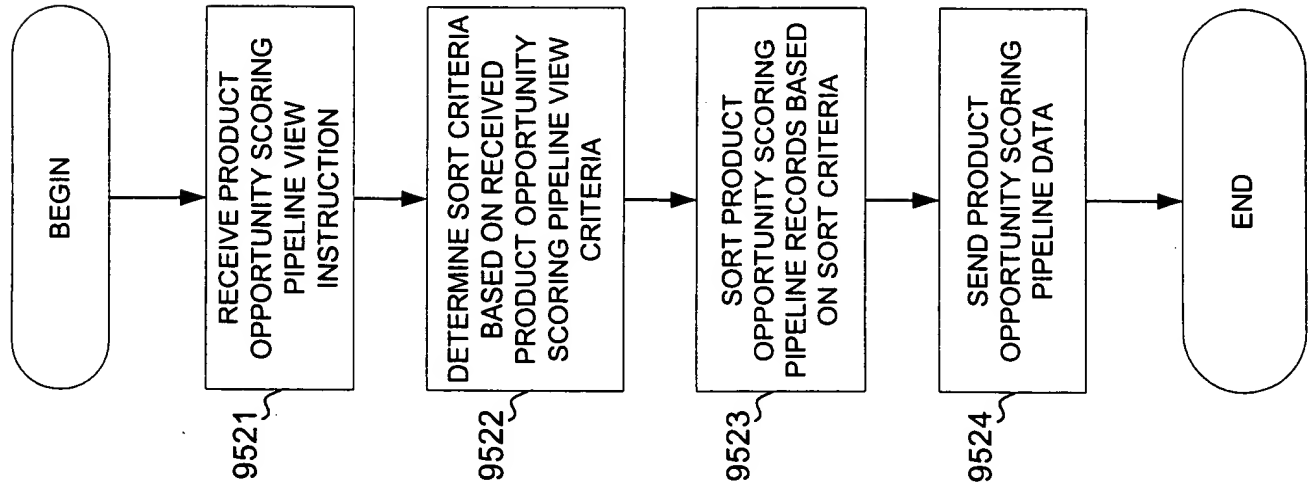 BEGIN
RECEIVE PRODUCT
OPPORTUNITY SCORING
PIPELINE VIEW
INSTRUCTION
9521
DETERMINE SORT CRITERIA
BASED ON RECEIVED
PRODUCT OPPORTUNITY
SCORING PIPELINE VIEW
CRITERIA
9522
SORT PRODUCT
OPPORTUNITY SCORING
PIPELINE RECORDS BASED
ON SORT CRITERIA
9523
SEND PRODUCT
OPPORTUNITY SCORING
PIPELINE DATA
9524
END